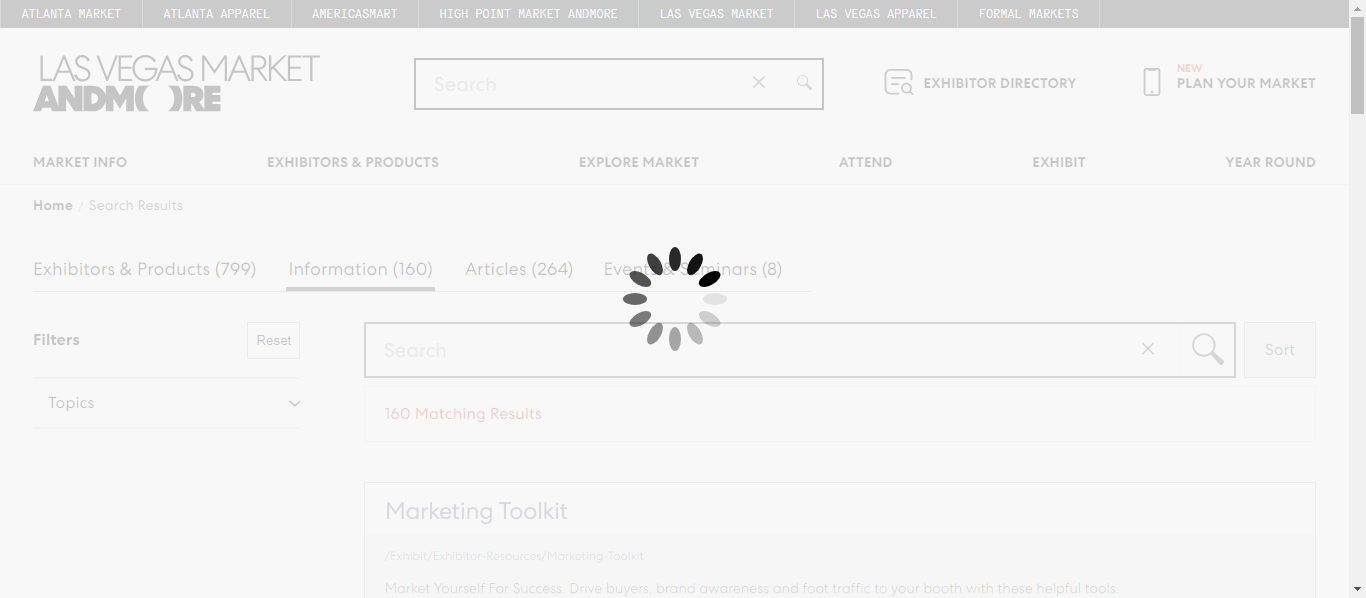 ATLANTA MARKET ATLANTA APPAREL AMERICASMART HIGH POINT MARKET ANDMORE LAS VEGAS MARKET LAS VEGAS APPAREL FORMAL MARKETS
LAS VEGAS MARKET
ANDM( )RE
Search
EXHIBITOR DIRECTORY
NEW
PLAN YOUR MARKET
MARKET INFO EXHIBITORS & PRODUCTS EXPLORE MARKET ATTEND EXHIBIT YEAR ROUND
Home / Search Results
Exhibitors & Products (799) Information (160) Articles (264) Events & Seminars (8)
Filters Reset
Search
Sort
Topics
160 Matching Results
Marketing Toolkit
/Exhibit/Exhibitor-Resources/Marketing-Toolkit
Market Yourself For Success. Drive buyers, brand awareness and foot traffic to your booth with these helpful tools.